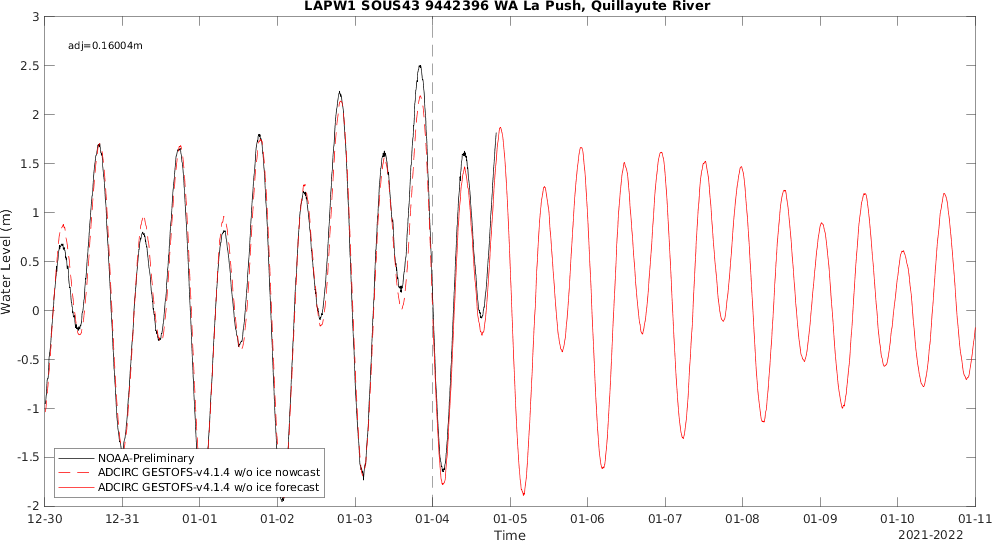 LAPW1 SOUS43 9442396 WA La Push, Quillayute River
adj=0.16004m
Water Level (m)
3
2.5
2
1.5
1
0.5
0
-0.5
-1
-1.5
-2
NOAA-Preliminary
ADCIRC GESTOFS-v4.1.4 w/o ice nowcast
ADCIRC GESTOFS-v4.1.4 w/o ice forecast
12-30 12-31 01-01 01-02 01-03 01-04 01-05 01-06 01-07 01-08 01-09 01-10 01-11
Time
2021-2022